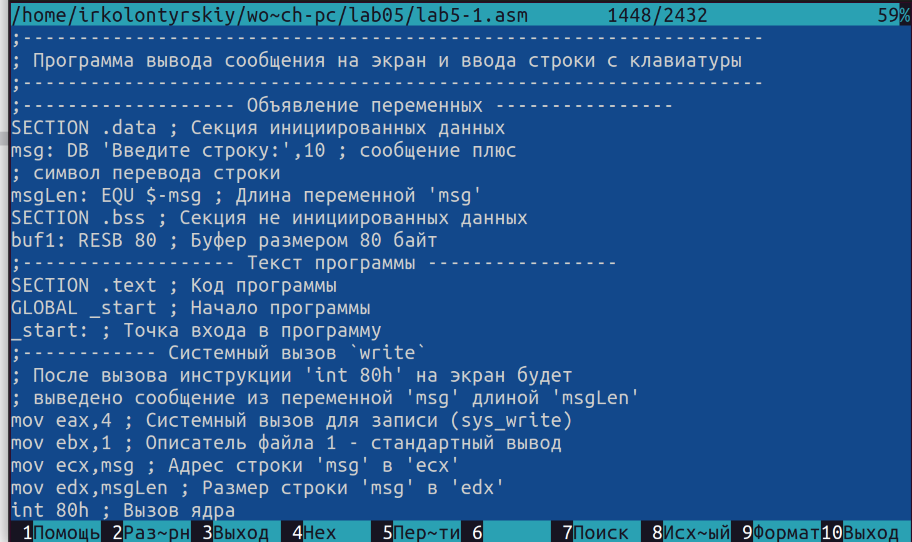 /home/irkolontyrskiy/wo~ch-pc/lab05/lab5-1.asm 1448/2432 59%
;------------------------------------------------------------------
; Программа вывода сообщения на экран и ввода строки с клавиатуры
;------------------------------------------------------------------
;------------------- Объявление переменных ----------------
SECTION .data ; Секция инициированных данных
msg: DB 'Введите строку:',10 ; сообщение плюс
; символ перевода строки
msgLen: EQU $-msg ; Длина переменной 'msg'
SECTION .bss ; Секция не инициированных данных
buf1: RESB 80 ; Буфер размером 80 байт
;------------------- Текст программы -----------------
SECTION .text ; Код программы
GLOBAL _start ; Начало программы
_start: ; Точка входа в программу
;------------ Системный вызов `write`
; После вызова инструкции 'int 80h' на экран будет
; выведено сообщение из переменной 'msg' длиной 'msgLen'
mov eax,4 ; Системный вызов для записи (sys_write)
mov ebx,1 ; Описатель файла 1 - стандартный вывод
mov ecx,msg ; Адрес строки 'msg' в 'ecx'
mov edx,msgLen ; Размер строки 'msg' в 'edx'
int 80h ; Вызов ядра
1Помощь 2Раз~рн 3Выход 4Hex 5Пер~ти 6 7Поиск 8Исх~ый 9Формат 10Выход